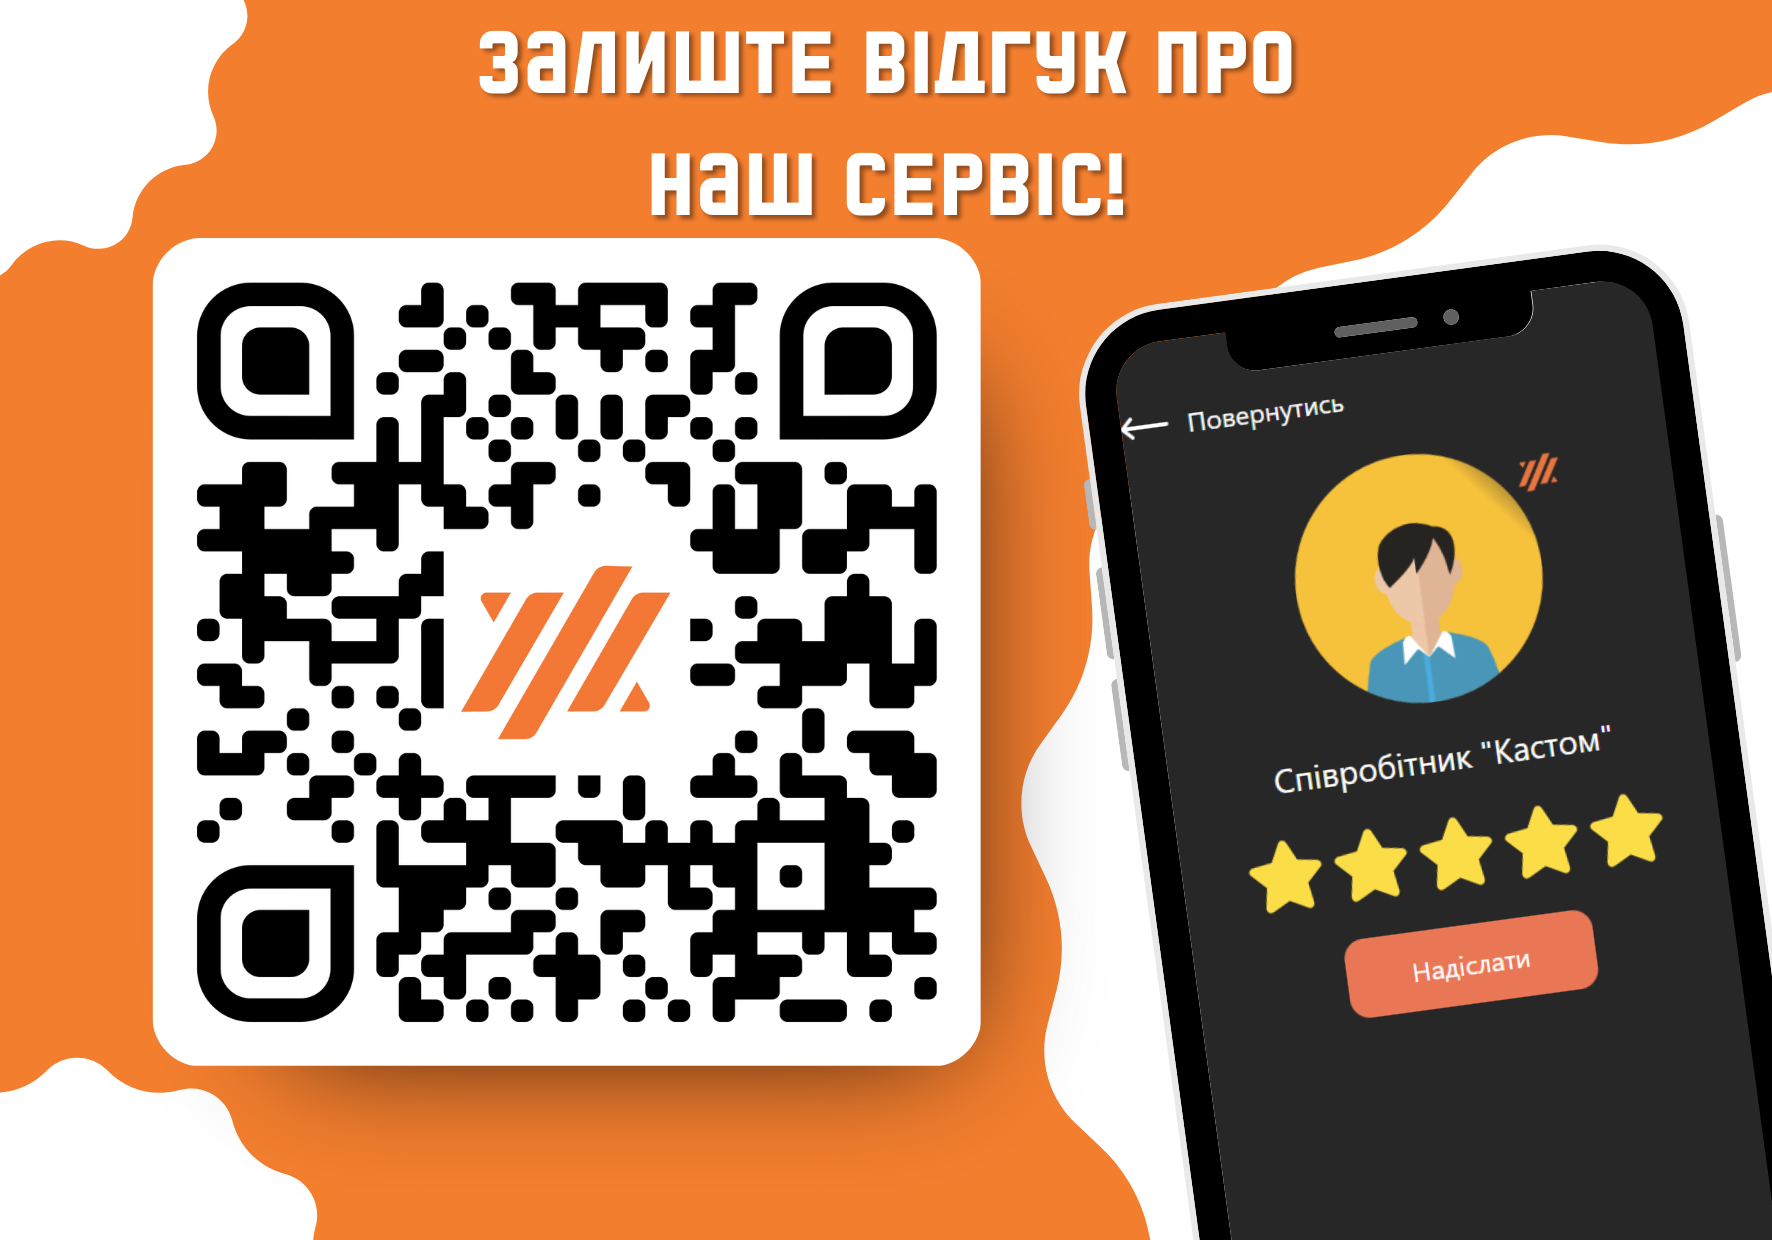 ЗАЛИШТЕ ВІДГУК ПРО
НАШ СЕРВІС!
Повернутись
Співробітник "Кастом"
Надіслати